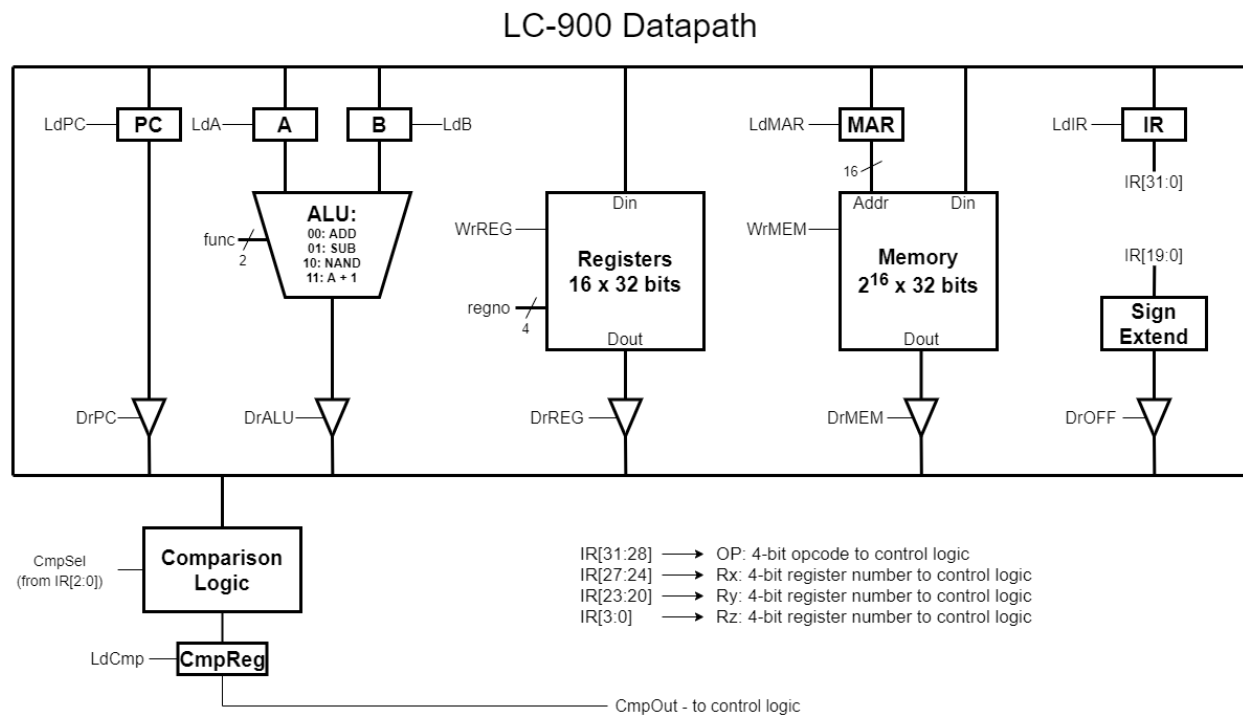 LC-900 Datapath
LdPC
PC
LdA
A
B
LdB
LdMAR
MAR
LdIR
IR
16
IR[31:0]
ALU:
00: ADD
01: SUB
10: NAND
11: A + 1
func
2
Din
WrREG
Registers
16 x 32 bits
regno
4
Dout
Addr
Din
WrMEM
Memory
2¹⁶ x 32 bits
Dout
IR[19:0]
Sign
Extend
DrPC
DrALU
DrREG
DrMEM
DrOFF
CmpSel
(from IR[2:0])
Comparison
Logic
LdCmp
CmpReg
CmpOut - to control logic
IR[31:28] → OP: 4-bit opcode to control logic
IR[27:24] → Rx: 4-bit register number to control logic
IR[23:20] → Ry: 4-bit register number to control logic
IR[3:0] → Rz: 4-bit register number to control logic